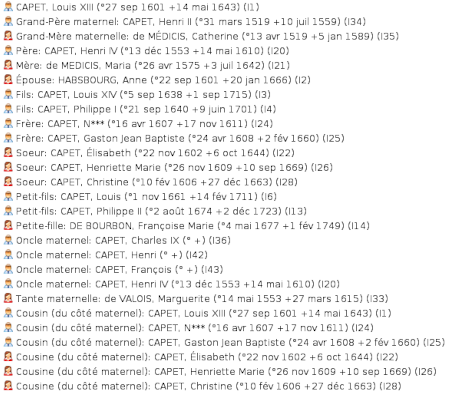 CAPET, Louis XIII (°27 sep 1601 +14 mai 1643) (I1)
Grand-Père maternel: CAPET, Henri II (°31 mars 1519 +10 juil 1559) (I34)
Grand-Mère maternelle: de MÉDICIS, Catherine (°13 avr 1519 +5 jan 1589) (I35)
Père: CAPET, Henri IV (°13 déc 1553 +14 mai 1610) (I20)
Mère: de MEDICIS, Maria (°26 avr 1575 +3 juil 1642) (I21)
Épouse: HABSBOURG, Anne (°22 sep 1601 +20 jan 1666) (I2)
Fils: CAPET, Louis XIV (°5 sep 1638 +1 sep 1715) (I3)
Fils: CAPET, Philippe I (°21 sep 1640 +9 juin 1701) (I4)
Frère: CAPET, N*** (°16 avr 1607 +17 nov 1611) (I24)
Frère: CAPET, Gaston Jean Baptiste (°24 avr 1608 +2 fév 1660) (I25)
Soeur: CAPET, Élisabeth (°22 nov 1602 +6 oct 1644) (I22)
Soeur: CAPET, Henriette Marie (°26 nov 1609 +10 sep 1669) (I26)
Soeur: CAPET, Christine (°10 fév 1606 +27 déc 1663) (I28)
Petit-fils: CAPET, Louis (°1 nov 1661 +14 fév 1711) (I6)
Petit-fils: CAPET, Philippe II (°2 août 1674 +2 déc 1723) (I13)
Petite-fille: DE BOURBON, Françoise Marie (°4 mai 1677 +1 fév 1749) (I14)
Oncle maternel: CAPET, Charles IX (° +) (I36)
Oncle maternel: CAPET, Henri (° +) (I42)
Oncle maternel: CAPET, François (° +) (I43)
Oncle maternel: CAPET, Henri IV (°13 déc 1553 +14 mai 1610) (I20)
Tante maternelle: de VALOIS, Marguerite (°14 mai 1553 +27 mars 1615) (I33)
Cousin (du côté maternel): CAPET, Louis XIII (°27 sep 1601 +14 mai 1643) (I1)
Cousin (du côté maternel): CAPET, N*** (°16 avr 1607 +17 nov 1611) (I24)
Cousin (du côté maternel): CAPET, Gaston Jean Baptiste (°24 avr 1608 +2 fév 1660) (I25)
Cousine (du côté maternel): CAPET, Élisabeth (°22 nov 1602 +6 oct 1644) (I22)
Cousine (du côté maternel): CAPET, Henriette Marie (°26 nov 1609 +10 sep 1669) (I26)
Cousine (du côté maternel): CAPET, Christine (°10 fév 1606 +27 déc 1663) (I28)